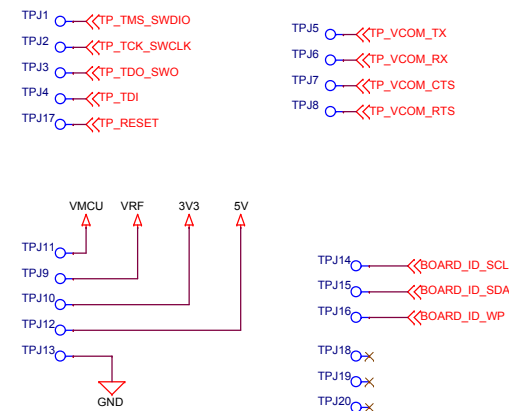 TPJ1 TP_TMS_SWDIO
TPJ2 TP_TCK_SWCLK
TPJ3 TP_TDO_SWO
TPJ4 TP_TDI
TPJ17 TP_RESET
TPJ5 TP_VCOM_TX
TPJ6 TP_VCOM_RX
TPJ7 TP_VCOM_CTS
TPJ8 TP_VCOM_RTS
VMCU VRF 3V3 5V
TPJ11
TPJ9
TPJ10
TPJ12
TPJ13
GND
TPJ14 BOARD_ID_SCL
TPJ15 BOARD_ID_SDA
TPJ16 BOARD_ID_WP
TPJ18
TPJ19
TPJ20